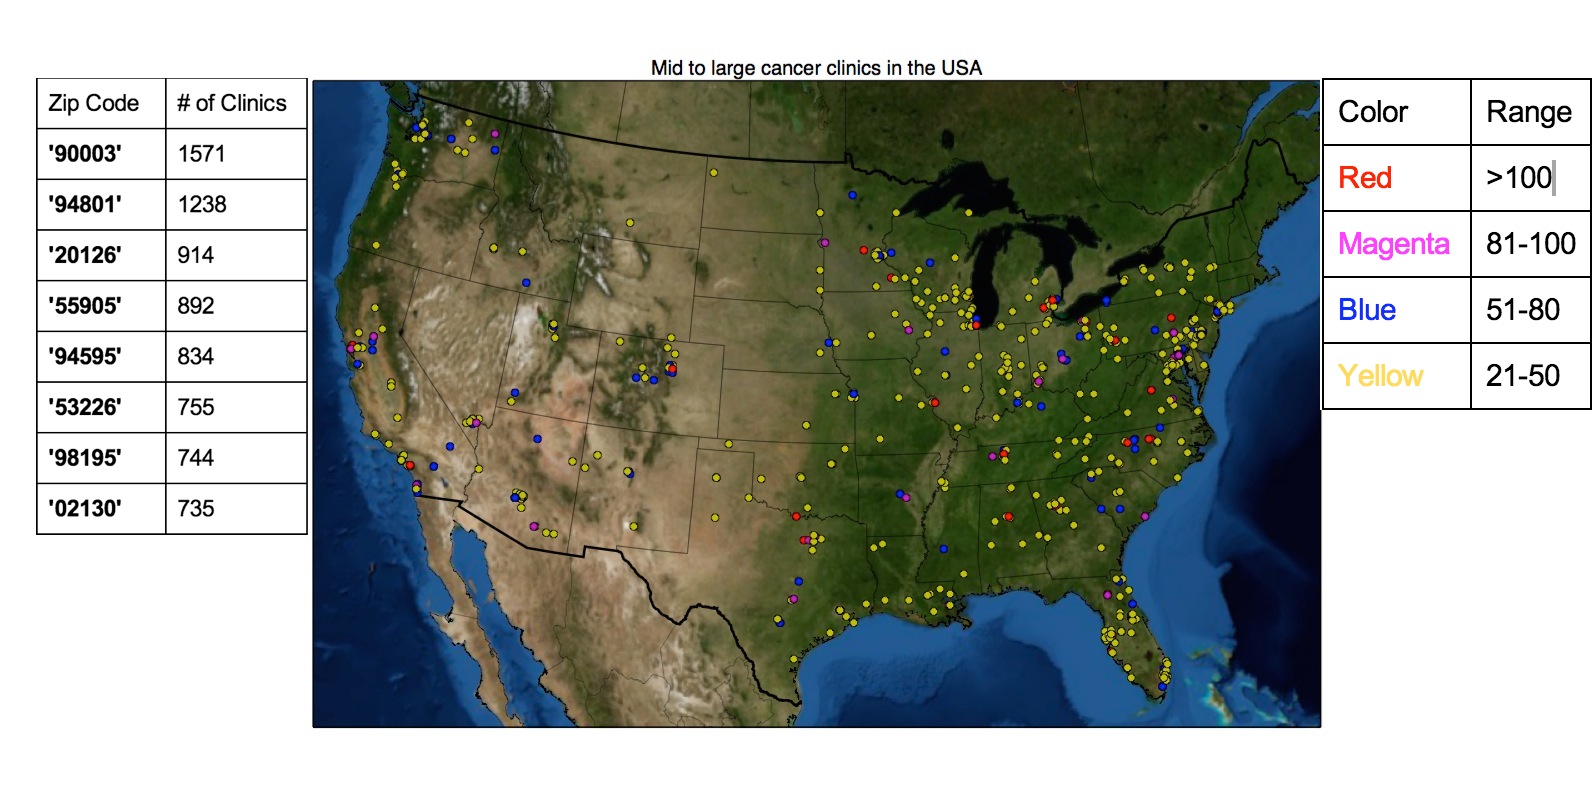 Mid to large cancer clinics in the USA
Zip Code # of Clinics
'90003' 1571
'94801' 1238
'20126' 914
'55905' 892
'94595' 834
'53226' 755
'98195' 744
'02130' 735
Color Range
Red >100
Magenta 81-100
Blue 51-80
Yellow 21-50